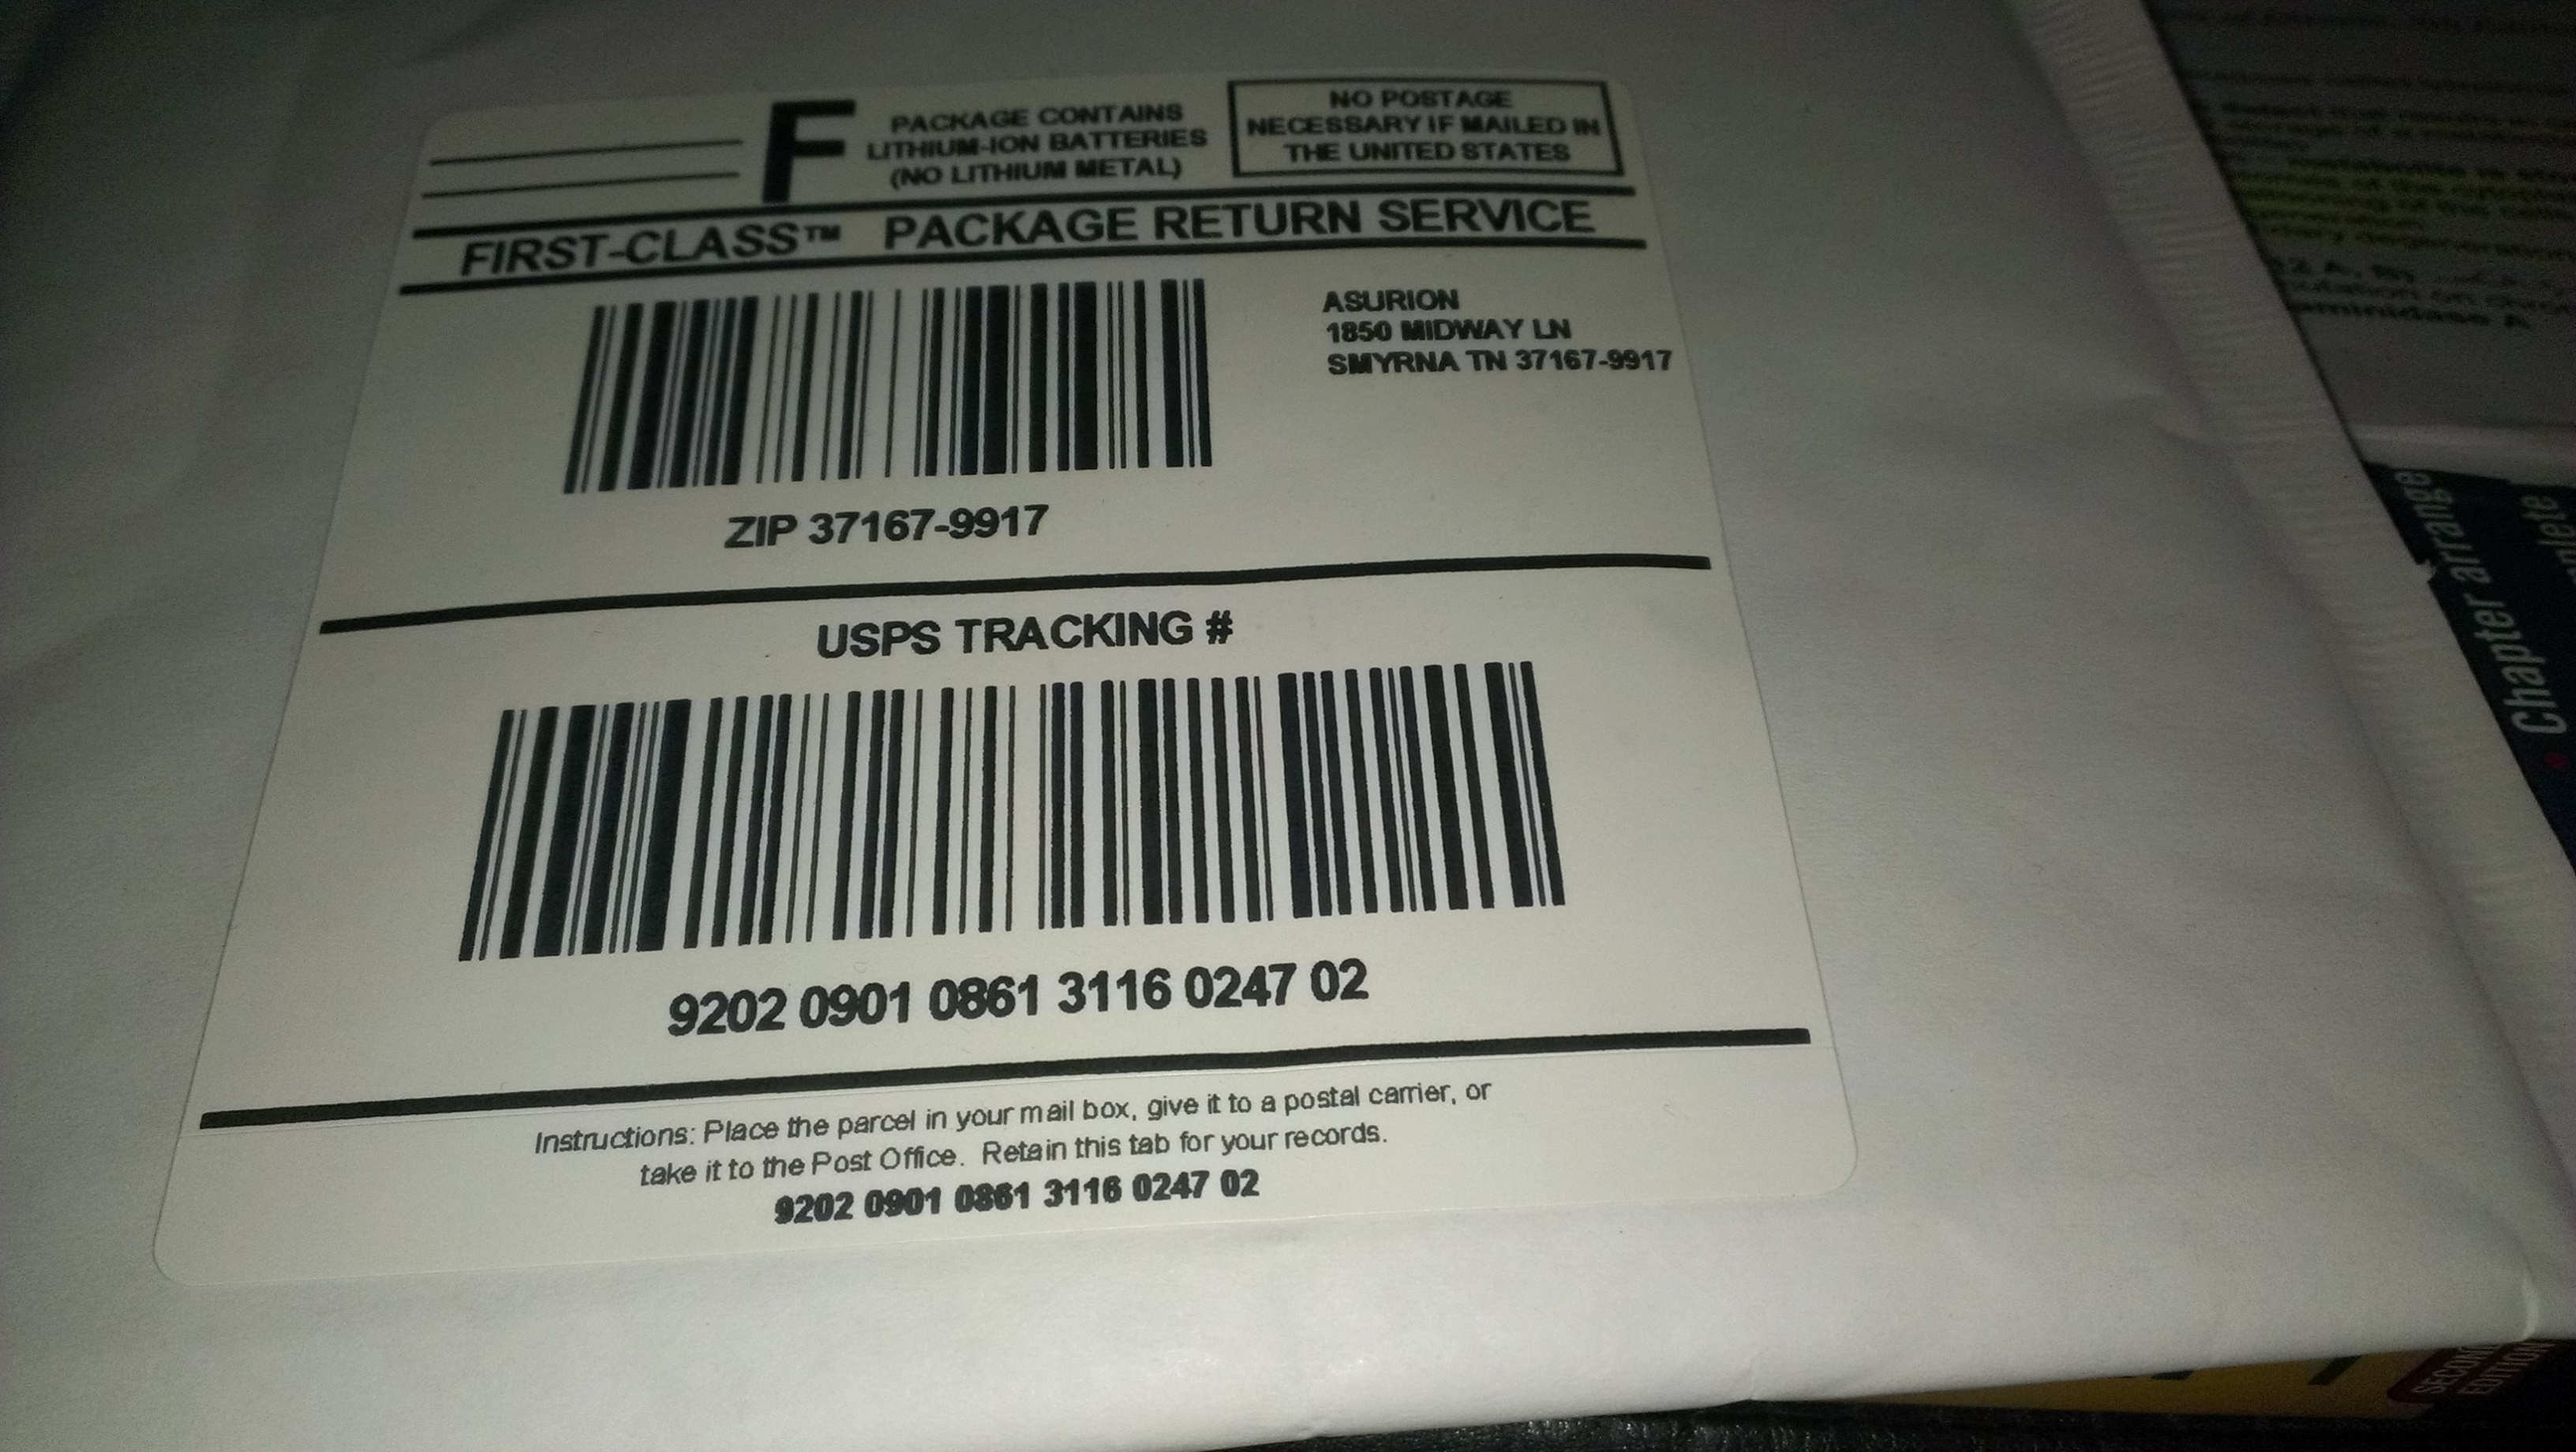 F
PACKAGE CONTAINS
LITHIUM-ION BATTERIES
(NO LITHIUM METAL)
NO POSTAGE
NECESSARY IF MAILED IN
THE UNITED STATES
FIRST-CLASS™ PACKAGE RETURN SERVICE
ASURION
1850 MIDWAY LN
SMYRNA TN 37167-9917
ZIP 37167-9917
USPS TRACKING #
9202 0901 0861 3116 0247 02
Instructions: Place the parcel in your mail box, give it to a postal carrier, or
take it to the Post Office. Retain this tab for your records.
9202 0901 0861 3116 0247 02
Chapter arrange
SECOND
EDITION